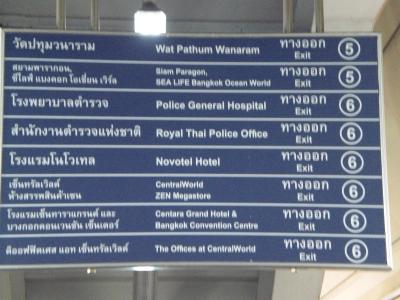 วัดปทุมวนาราม Wat Pathum Wanaram ทางออก Exit 5
สยามพารากอน, Siam Paragon, ทางออก
ซีไลฟ์ แบงคอก โอเชี่ยน เวิร์ล SEA LIFE Bangkok Ocean World Exit 5
โรงพยาบาลตำรวจ Police General Hospital ทางออก Exit 6
สำนักงานตำรวจแห่งชาติ Royal Thai Police Office ทางออก Exit 6
โรงแรมโนโวเทล Novotel Hotel ทางออก Exit 6
เซ็นทรัลเวิลด์ CentralWorld ทางออก
ห้างสรรพสินค้าเซน ZEN Megastore Exit 6
โรงแรมเซ็นทาราแกรนด์ และ Centara Grand Hotel & ทางออก
บางกอกคอนเวนชัน เซ็นเตอร์ Bangkok Convention Centre Exit 6
ดิออฟฟิตเศส แอท เซ็นทรัลเวิลด์ The Offices at CentralWorld ทางออก Exit 6